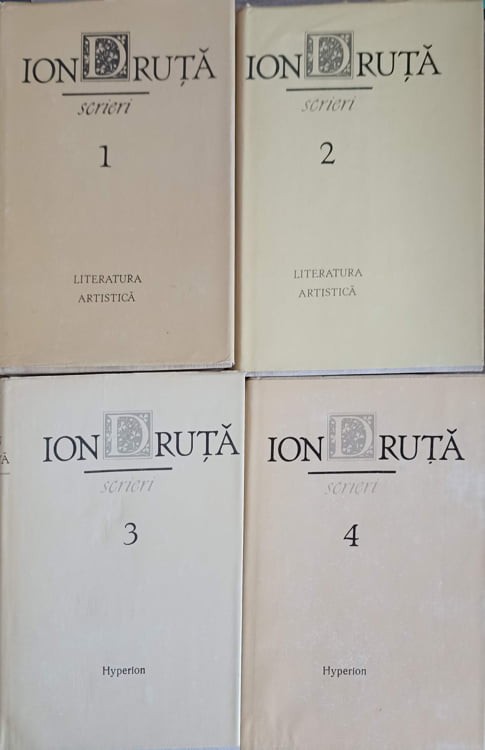 ION DRUȚĂ
scrieri
1
LITERATURA
ARTISTICĂ
ION DRUȚĂ
scrieri
2
LITERATURA
ARTISTICĂ
ION DRUȚĂ
scrieri
3
Hyperion
ION DRUȚĂ
scrieri
4
Hyperion